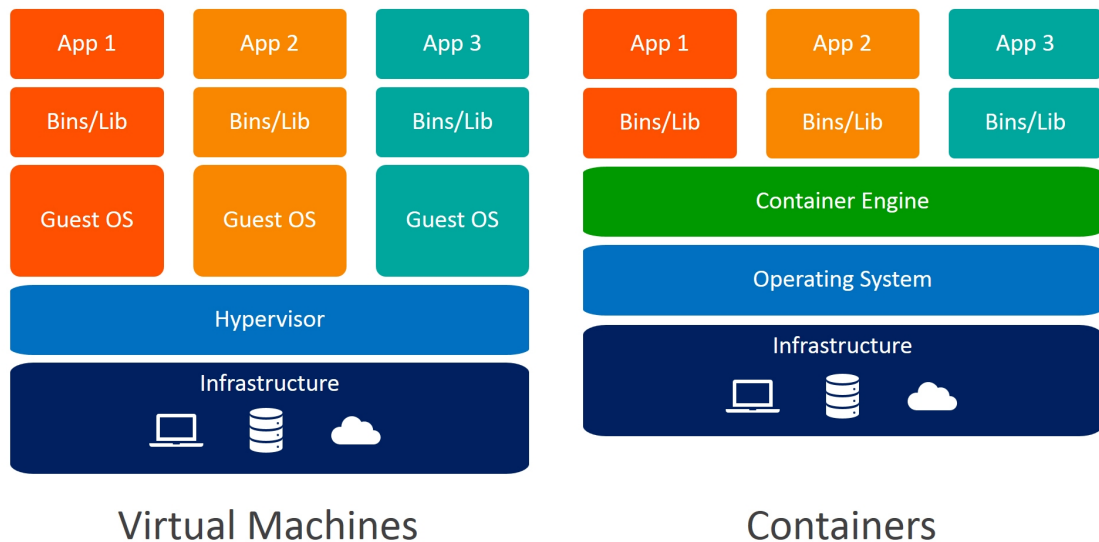 App 1
App 2
App 3
Bins/Lib
Bins/Lib
Bins/Lib
Guest OS
Guest OS
Guest OS
Hypervisor
Infrastructure
Virtual Machines
App 1
App 2
App 3
Bins/Lib
Bins/Lib
Bins/Lib
Container Engine
Operating System
Infrastructure
Containers